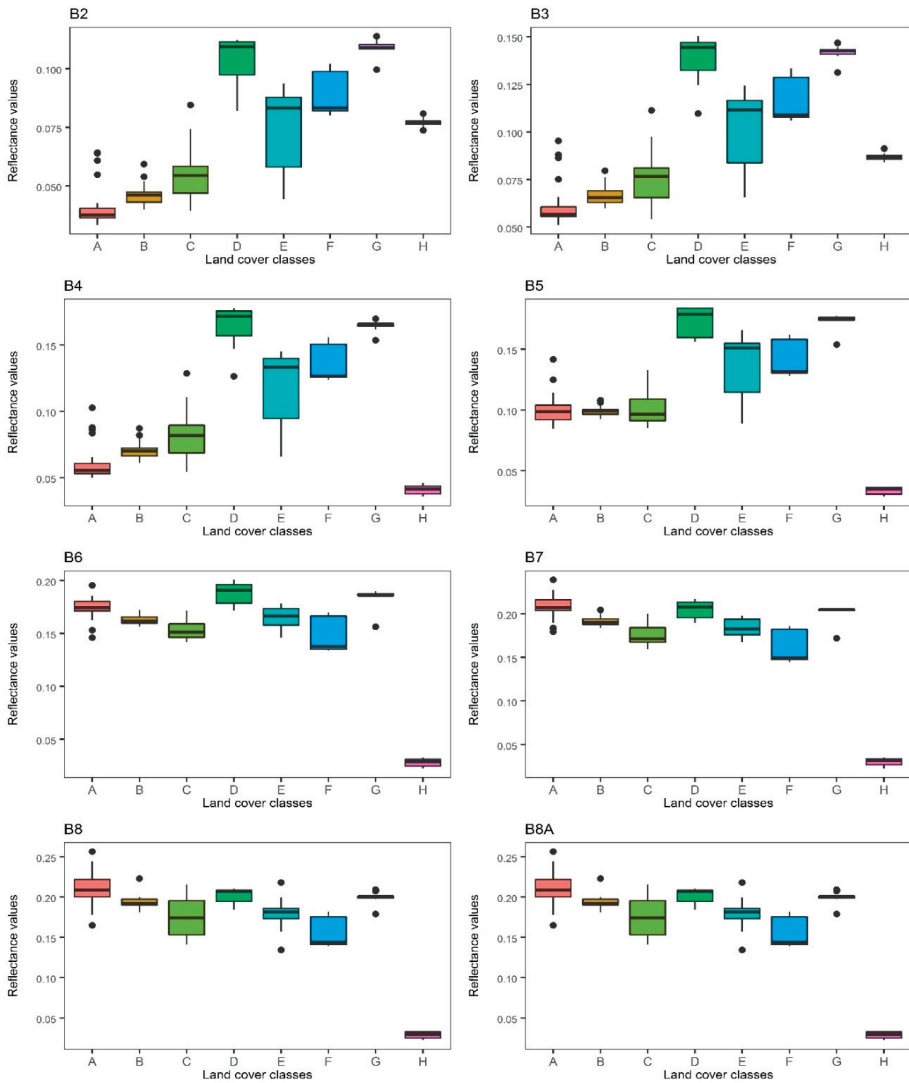 B2
Reflectance values
0.100
0.075
0.050
A B C D E F G H
Land cover classes
B3
Reflectance values
0.150
0.125
0.100
0.075
0.050
A B C D E F G H
Land cover classes
B4
Reflectance values
0.15
0.10
0.05
A B C D E F G H
Land cover classes
B5
Reflectance values
0.15
0.10
0.05
A B C D E F G H
Land cover classes
B6
Reflectance values
0.20
0.15
0.10
0.05
A B C D E F G H
Land cover classes
B7
Reflectance values
0.20
0.15
0.10
0.05
A B C D E F G H
Land cover classes
B8
Reflectance values
0.25
0.20
0.15
0.10
0.05
A B C D E F G H
Land cover classes
B8A
Reflectance values
0.25
0.20
0.15
0.10
0.05
A B C D E F G H
Land cover classes